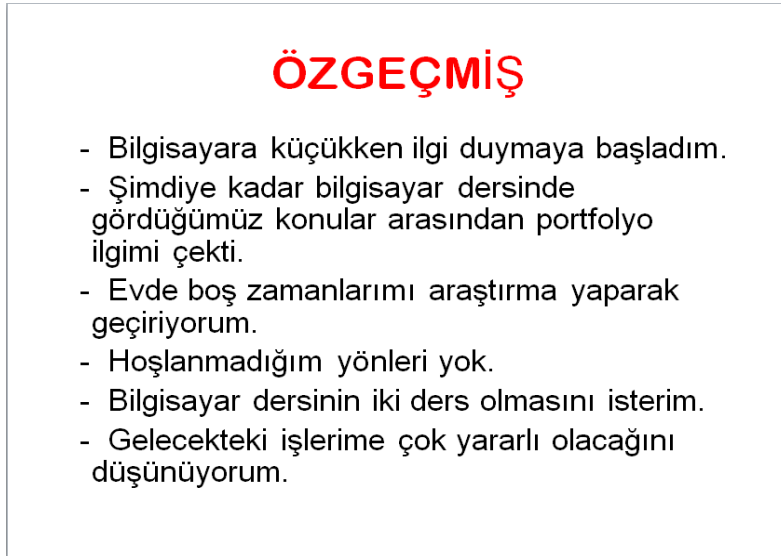 ÖZGEÇMİŞ
- Bilgisayara küçükken ilgi duymaya başladım.
- Şimdiye kadar bilgisayar dersinde
gördüğümüz konular arasından portfolyo
ilgimi çekti.
- Evde boş zamanlarımı araştırma yaparak
geçiriyorum.
- Hoşlanmadığım yönleri yok.
- Bilgisayar dersinin iki ders olmasını isterim.
- Gelecekteki işlerime çok yararlı olacağını
düşünüyorum.